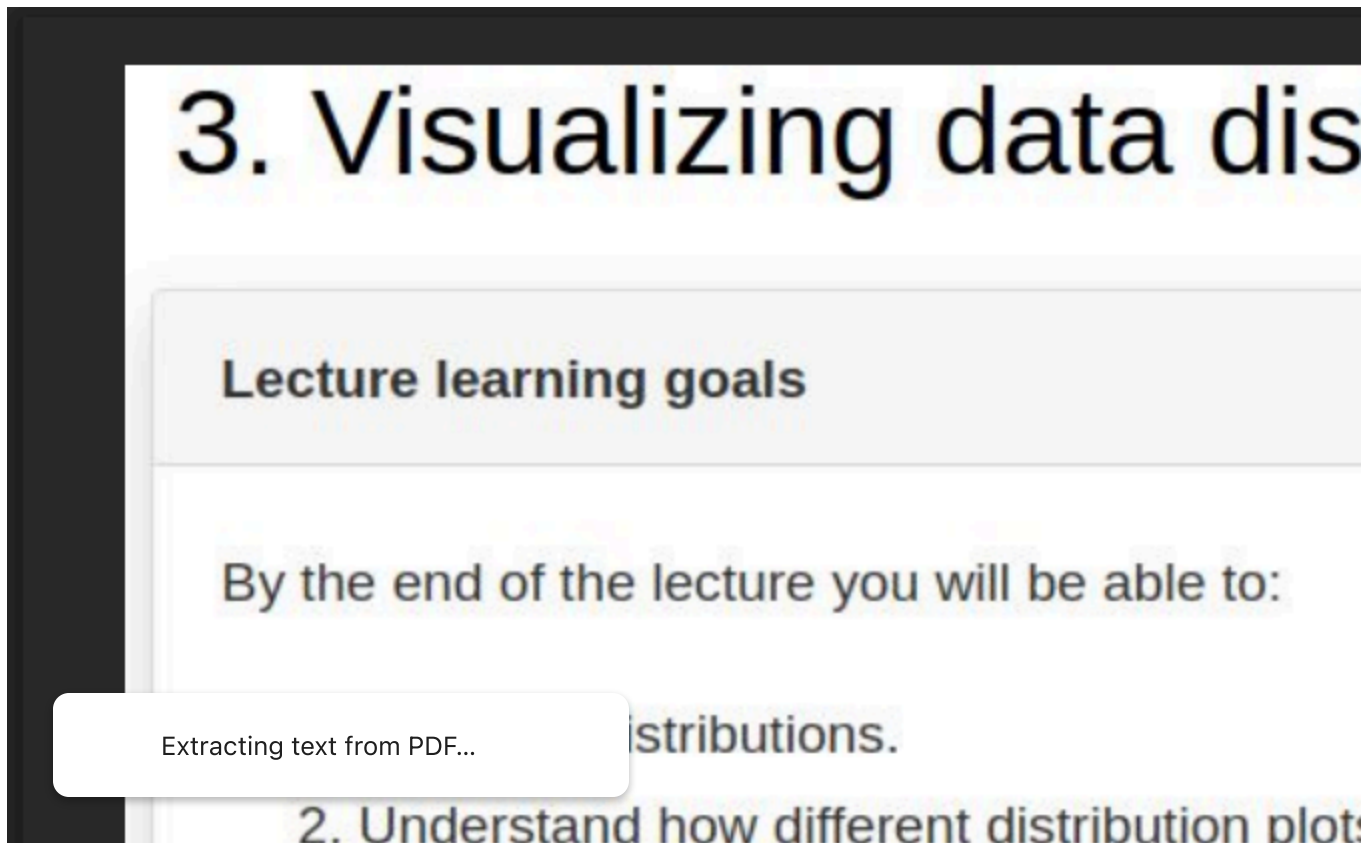 3. Visualizing data dis
Lecture learning goals
By the end of the lecture you will be able to:
istributions.
Extracting text from PDF...
2. Understand how different distribution plots